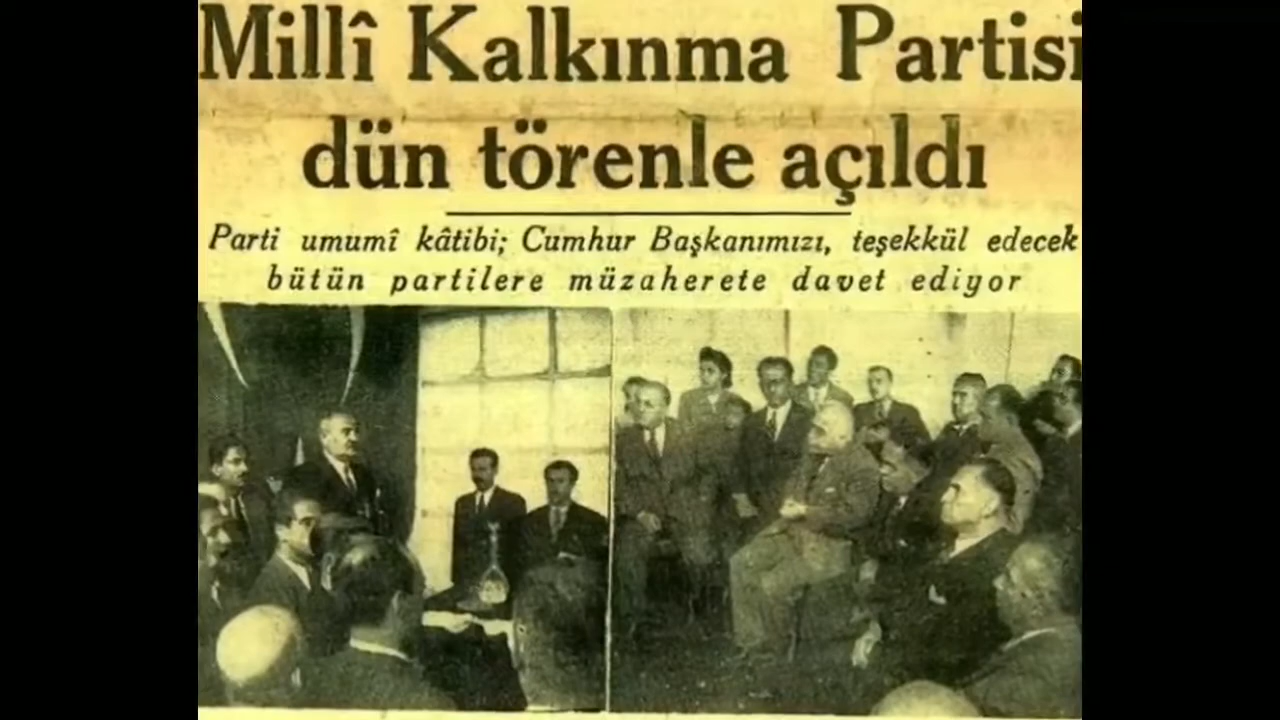 Millî Kalkınma Partisi
dün törenle açıldı
Parti umumî kâtibi; Cumhur Başkanımızı, teşekkül edecek
bütün partilere müzaherete davet ediyor